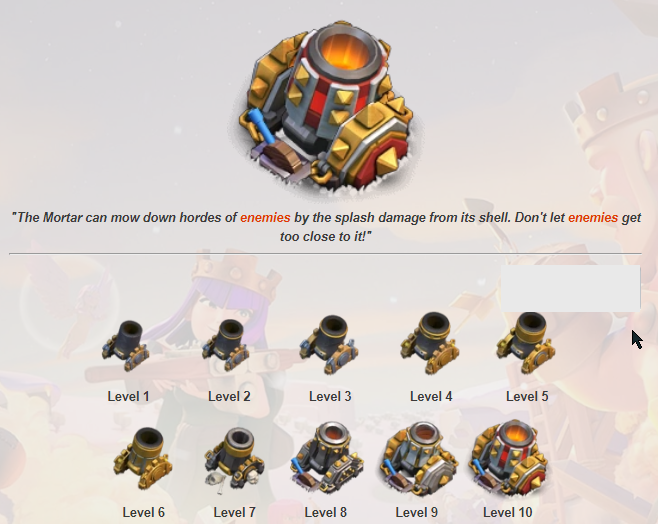 "The Mortar can mow down hordes of enemies by the splash damage from its shell. Don't let enemies get
too close to it!"
Level 1 Level 2 Level 3 Level 4 Level 5
Level 6 Level 7 Level 8 Level 9 Level 10